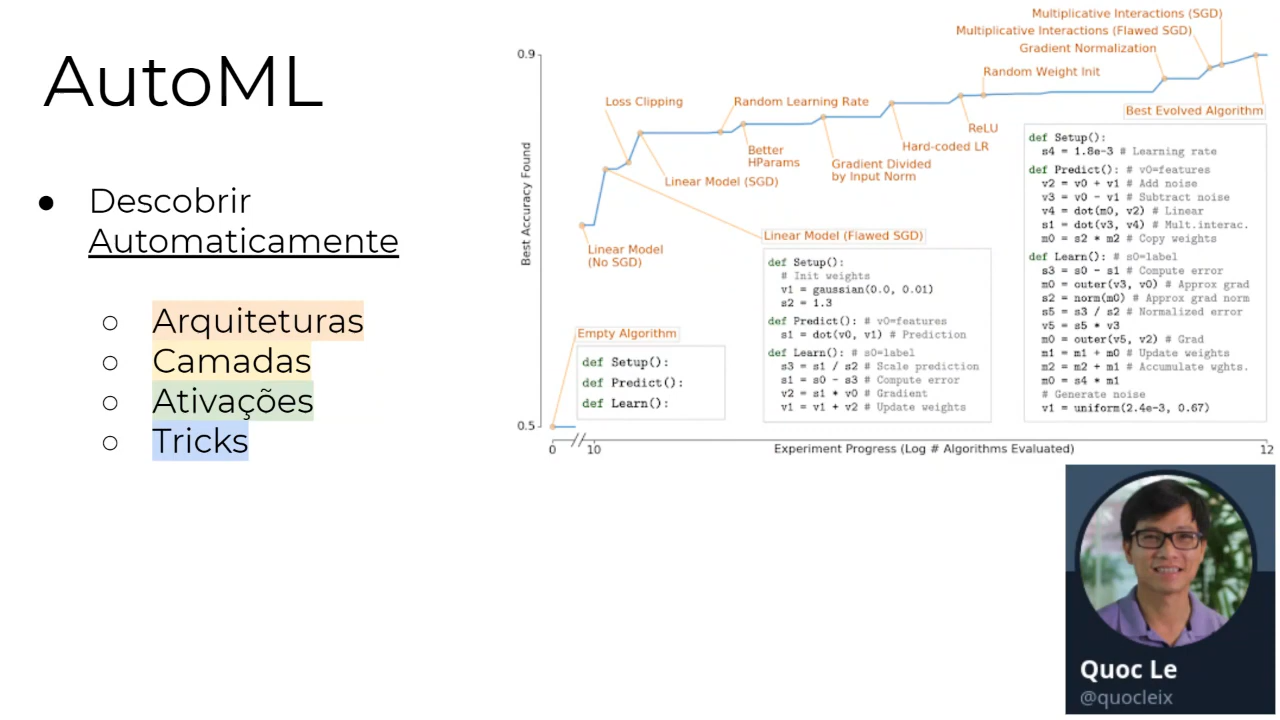 AutoML
● Descobrir
Automaticamente
○ Arquiteturas
○ Camadas
○ Ativações
○ Tricks
Best Accuracy Found
0.9
0.5
0
10
12
Experiment Progress (Log # Algorithms Evaluated)
Multiplicative Interactions (SGD)
Multiplicative Interactions (Flawed SGD)
Gradient Normalization
Random Weight Init
Loss Clipping
Random Learning Rate
Best Evolved Algorithm
ReLU
Hard-coded LR
Better
HParams
Gradient Divided
by Input Norm
Linear Model (SGD)
Linear Model
(No SGD)
Empty Algorithm
def Setup():
def Predict():
def Learn():
Linear Model (Flawed SGD)
def Setup():
# Init weights
v1 = gaussian(0.0, 0.01)
s2 = 1.3
def Predict(): # v0=features
s1 = dot(v0, v1) # Prediction
def Learn(): # s0=label
s3 = s1 / s2 # Scale prediction
s1 = s0 - s3 # Compute error
v2 = s1 * v0 # Gradient
v1 = v1 + v2 # Update weights
def Setup():
s4 = 1.8e-3 # Learning rate
def Predict(): # v0=features
v2 = v0 + v1 # Add noise
v3 = v0 - v1 # Subtract noise
v4 = dot(m0, v2) # Linear
s1 = dot(v3, v4) # Mult.interac.
m0 = s2 * m2 # Copy weights
def Learn(): # s0=label
s3 = s0 - s1 # Compute error
m0 = outer(v3, v0) # Approx grad
s2 = norm(m0) # Approx grad norm
s5 = s3 / s2 # Normalized error
v5 = s5 * v3
m0 = outer(v5, v2) # Grad
m1 = m1 + m0 # Update weights
m2 = m2 + m1 # Accumulate wghts.
m0 = s4 * m1
# Generate noise
v1 = uniform(2.4e-3, 0.67)
Quoc Le
@quocleix